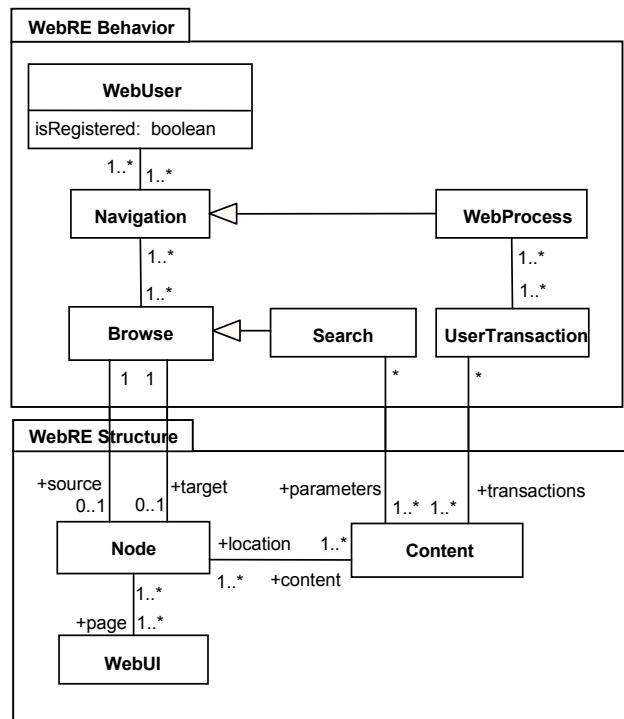 WebRE Behavior
WebUser
isRegistered: boolean
1..* 1..*
Navigation
WebProcess
1..* 1..*
1..* 1..*
Browse
Search
UserTransaction
1 1 * *
WebRE Structure
+source +target +parameters +transactions
0..1 0..1 1..* 1..*
Node
+location 1..*
Content
1..* +content
1..*
+page 1..*
WebUI